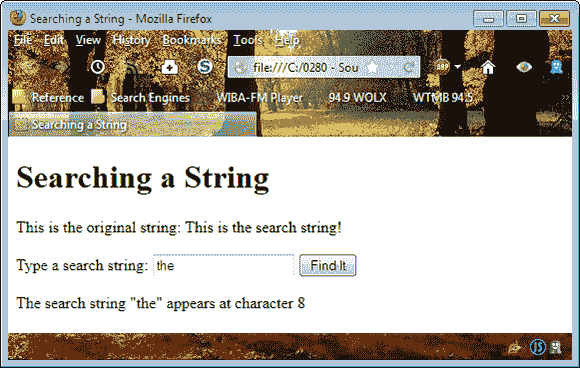 Searching a String - Mozilla Firefox
File Edit View History Bookmarks Tools Help
file:///C:/0280 - Sou
ABP
Reference Search Engines WIBA-FM Player 94.9 WOLX WTMB 94.5
Searching a String
Searching a String
This is the original string: This is the search string!
Type a search string: the Find It
The search string "the" appears at character 8
JS